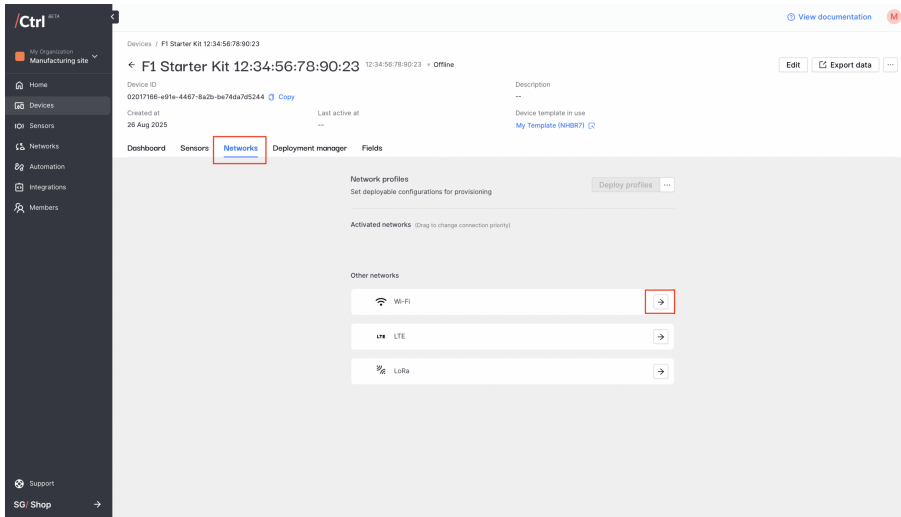 /Ctrl BETA
View documentation
M
My Organization
Manufacturing site
Home
Devices
Sensors
Networks
Automation
Integrations
Members
Support
SG/ Shop
Devices / F1 Starter Kit 12:34:56:78:90:23
F1 Starter Kit 12:34:56:78:90:23 12:34:56:78:90:23 Offline
Edit Export data
Device ID
02017166-e91e-4467-8a2b-be74da7d5244 Copy
Description
--
Created at
26 Aug 2025
Last active at
--
Device template in use
My Template (NHBR7)
Dashboard Sensors Networks Deployment manager Fields
Network profiles
Set deployable configurations for provisioning
Deploy profiles
Activated networks (Drag to change connection priority)
Other networks
Wi-Fi
LTE LTE
LoRa